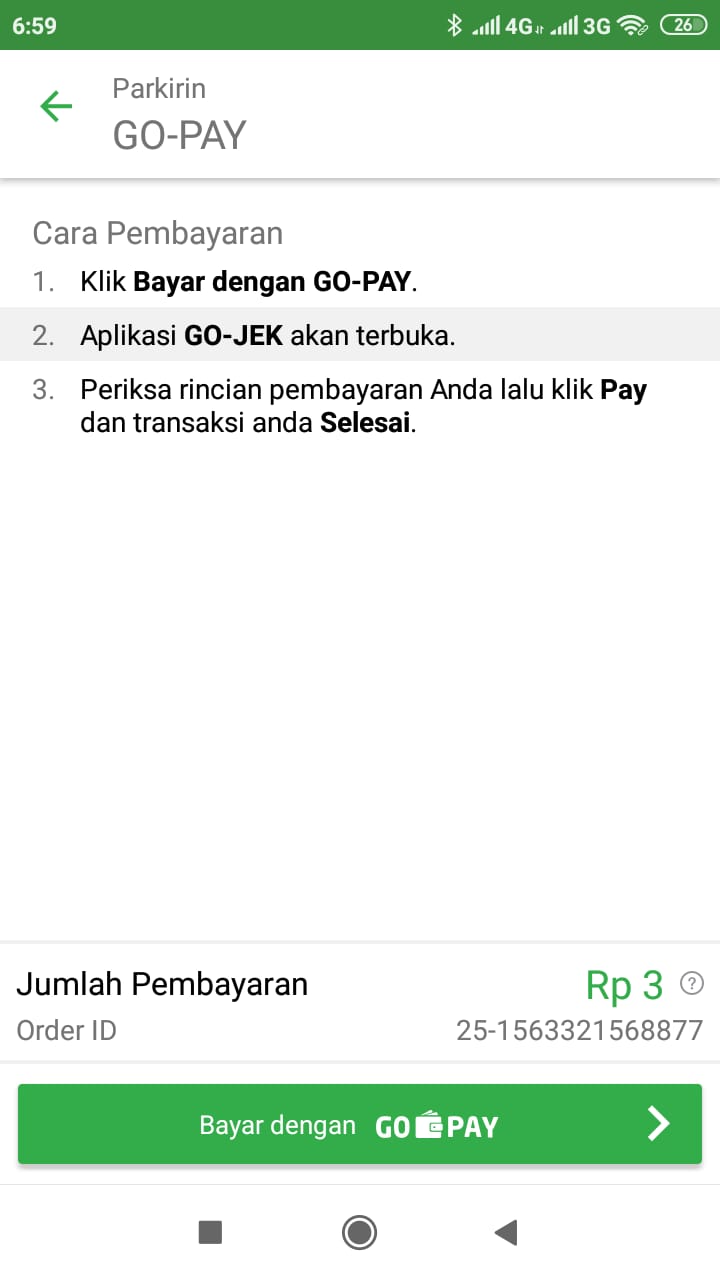 6:59 4G 3G 26
Parkirin
GO-PAY
Cara Pembayaran
1. Klik Bayar dengan GO-PAY.
2. Aplikasi GO-JEK akan terbuka.
3. Periksa rincian pembayaran Anda lalu klik Pay
dan transaksi anda Selesai.
Jumlah Pembayaran Rp 3 ?
Order ID 25-1563321568877
Bayar dengan GO PAY